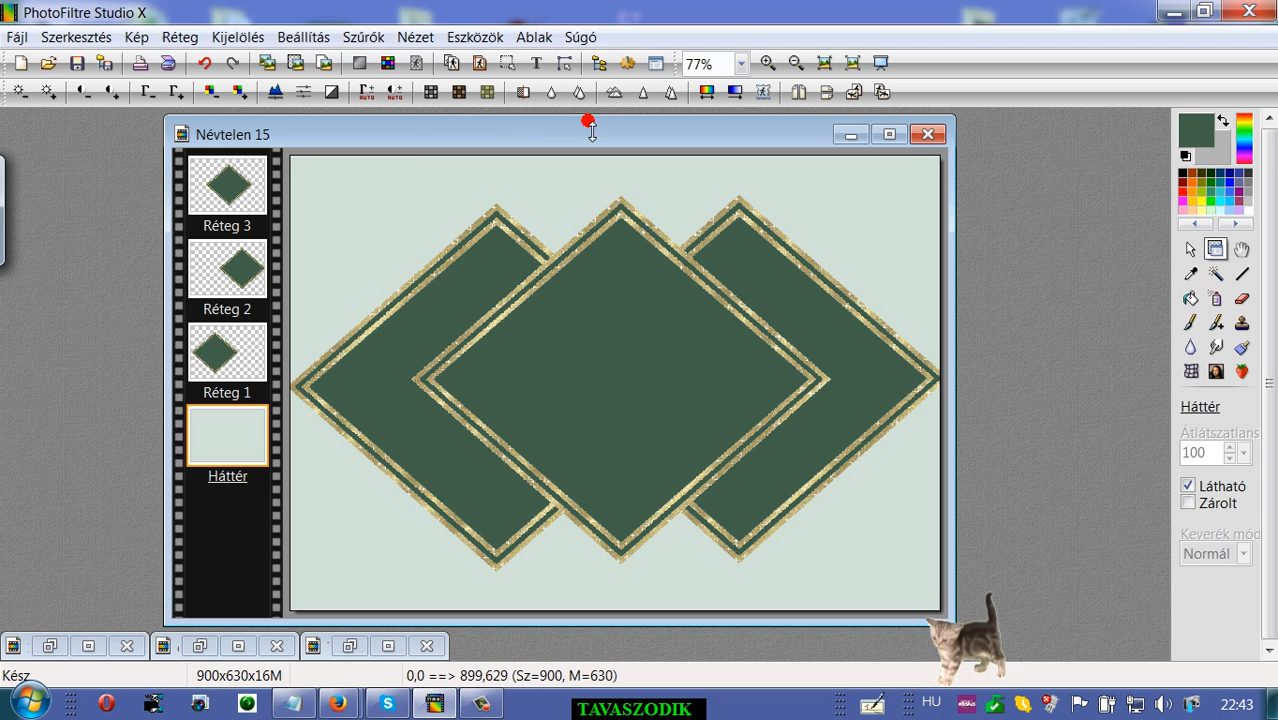 PhotoFiltre Studio X
Fájl Szerkesztés Kép Réteg Kijelölés Beállítás Szűrők Nézet Eszközök Ablak Súgó
77%
AUTO AUTO
Névtelen 15
Réteg 3
Réteg 2
Réteg 1
Háttér
Háttér
Átlátszatlans
100
Látható
Zárolt
Keverék mód
Normál
Kész 900x630x16M 0,0 ==> 899,629 (Sz=900, M=630)
TAVASZODIK
HU
22:43